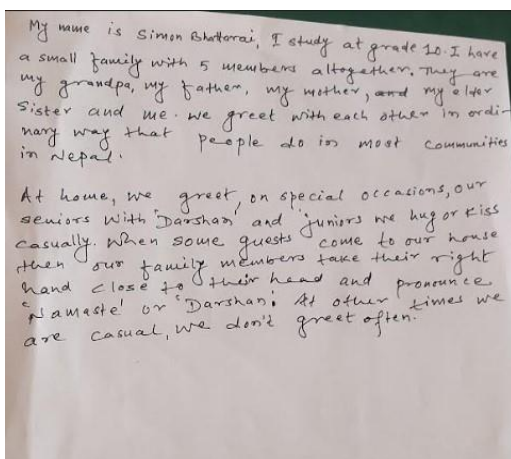 My name is Simon Bhattarai, I study at grade 10. I have
a small family with 5 members altogether. They are
my grandpa, my father, my mother, and my elder
Sister and me. we greet with each other in ordi-
nary way that people do in most communities
in Nepal.
At home, we greet, on special occasions, our
seniors with 'Darshan' and juniors we hug or kiss
casually. When some guests come to our house
then our family members take their right
hand close to their head and pronounce
'Namaste' or 'Darshan'. At other times we
are casual, we don't greet often.